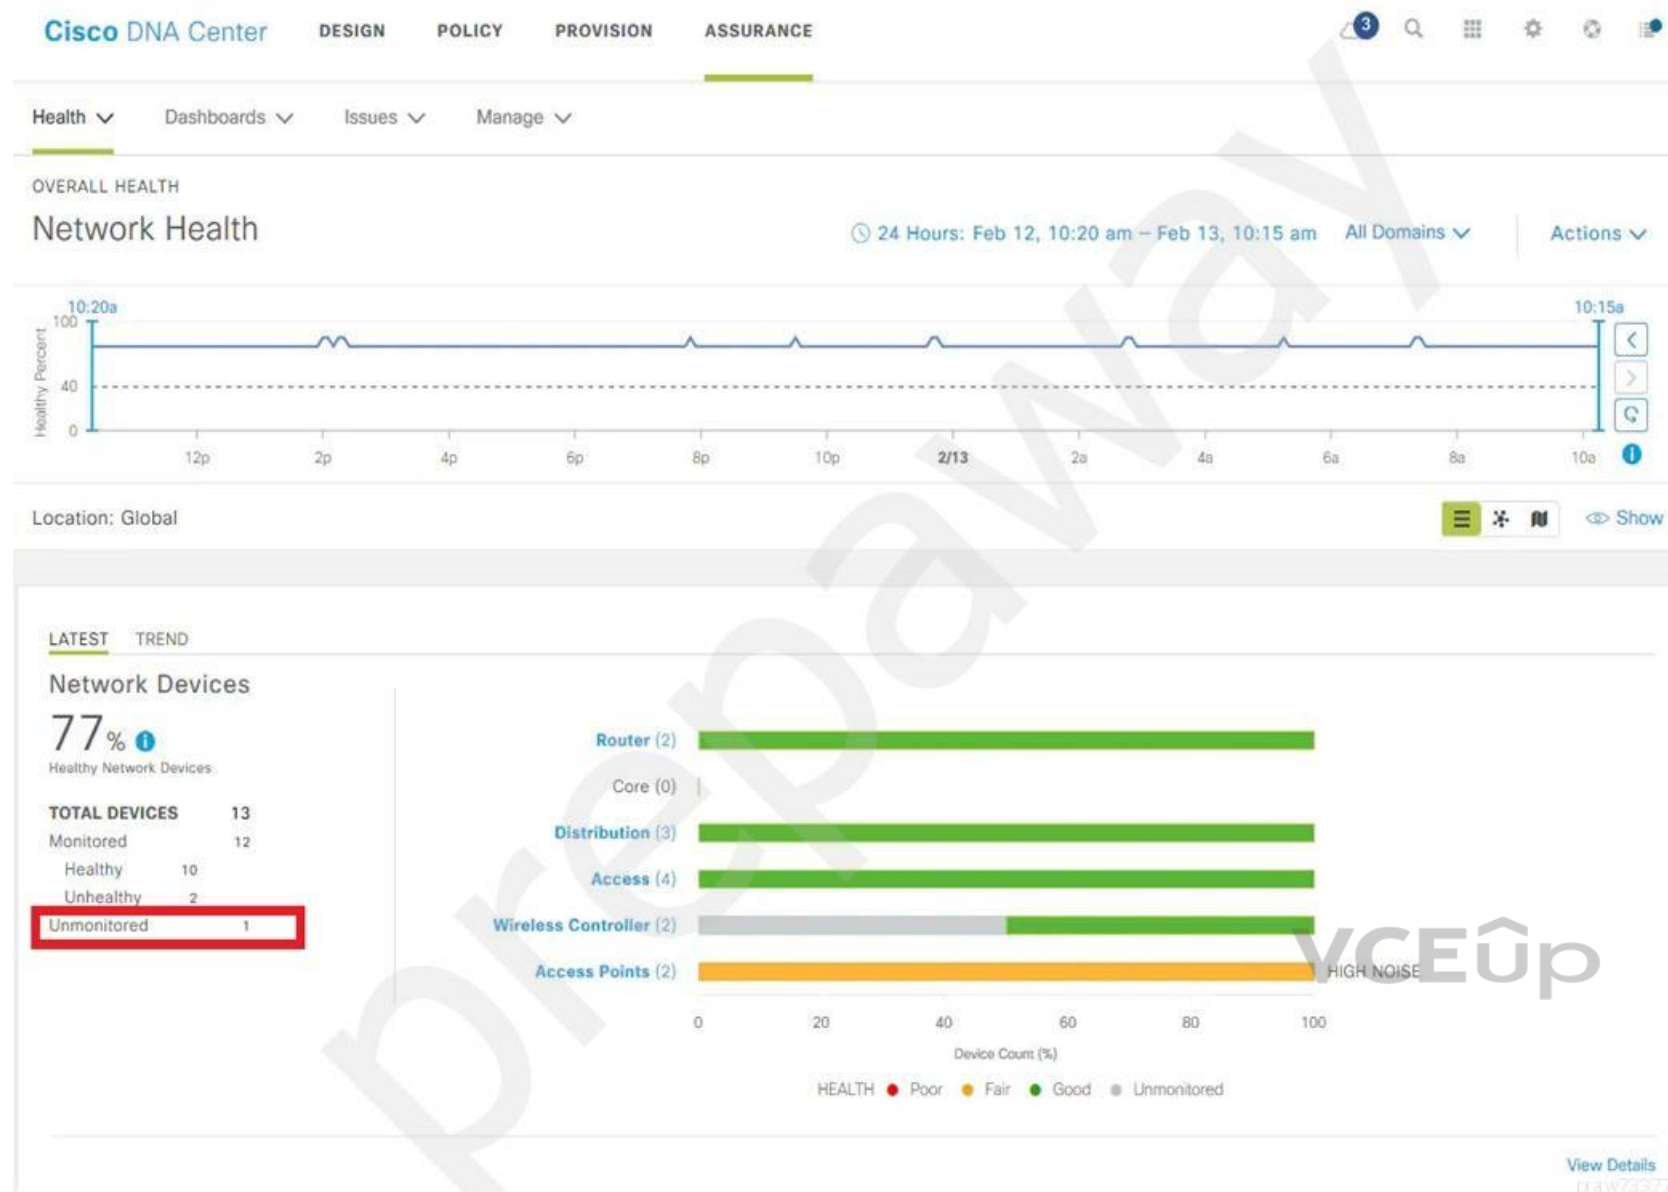 Cisco DNA Center DESIGN POLICY PROVISION ASSURANCE 3
Health Dashboards Issues Manage
OVERALL HEALTH
Network Health
24 Hours: Feb 12, 10:20 am – Feb 13, 10:15 am All Domains Actions
10:20a 10:15a
100
40
0
Healthy Percent
12p 2p 4p 6p 8p 10p 2/13 2a 4a 6a 8a 10a
Location: Global Show
LATEST TREND
Network Devices
77%
Healthy Network Devices
TOTAL DEVICES 13
Monitored 12
Healthy 10
Unhealthy 2
Unmonitored 1
Router (2)
Core (0)
Distribution (3)
Access (4)
Wireless Controller (2)
Access Points (2) HIGH NOISE
0 20 40 60 80 100
Device Count (%)
HEALTH Poor Fair Good Unmonitored
View Details
prepaway
VCEûp